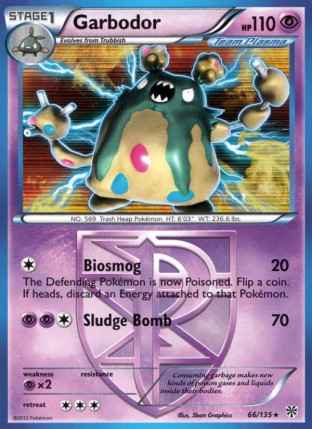 STAGE1
Garbodor
HP110
Evolves from Trubbish
Team Plasma
NO. 569 Trash Heap Pokémon HT. 6'03" WT. 236.6 lbs.
Biosmog 20
The Defending Pokémon is now Poisoned. Flip a coin.
If heads, discard an Energy attached to that Pokémon.
Sludge Bomb 70
weakness resistance
×2
retreat
Consuming garbage makes new
kinds of poison gases and liquids
inside their bodies.
©2012 Pokémon
Illus. 5ban Graphics
66/135 ★